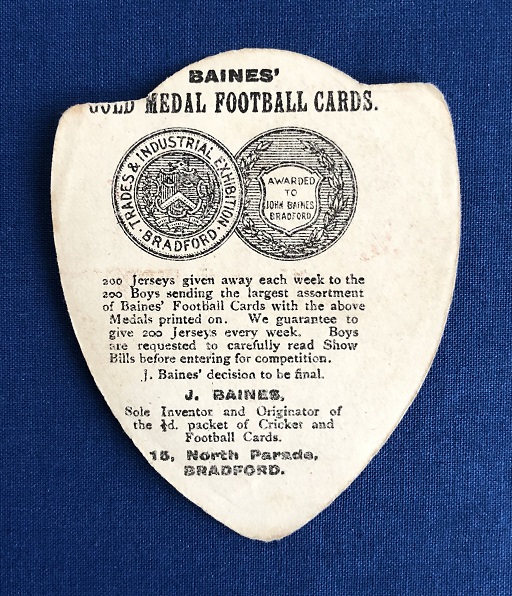 BAINES'
GOLD MEDAL FOOTBALL CARDS.
TRADES & INDUSTRIAL EXHIBITION.
· BRADFORD ·
AWARDED
TO
JOHN BAINES
BRADFORD
200 Jerseys given away each week to the
200 Boys sending the largest assortment
of Baines' Football Cards with the above
Medals printed on. We guarantee to
give 200 Jerseys every week. Boys
are requested to carefully read Show
Bills before entering for competition.
J. Baines' decision to be final.
J. BAINES,
Sole Inventor and Originator of
the ½d. packet of Cricket and
Football Cards.
15, North Parade,
BRADFORD.